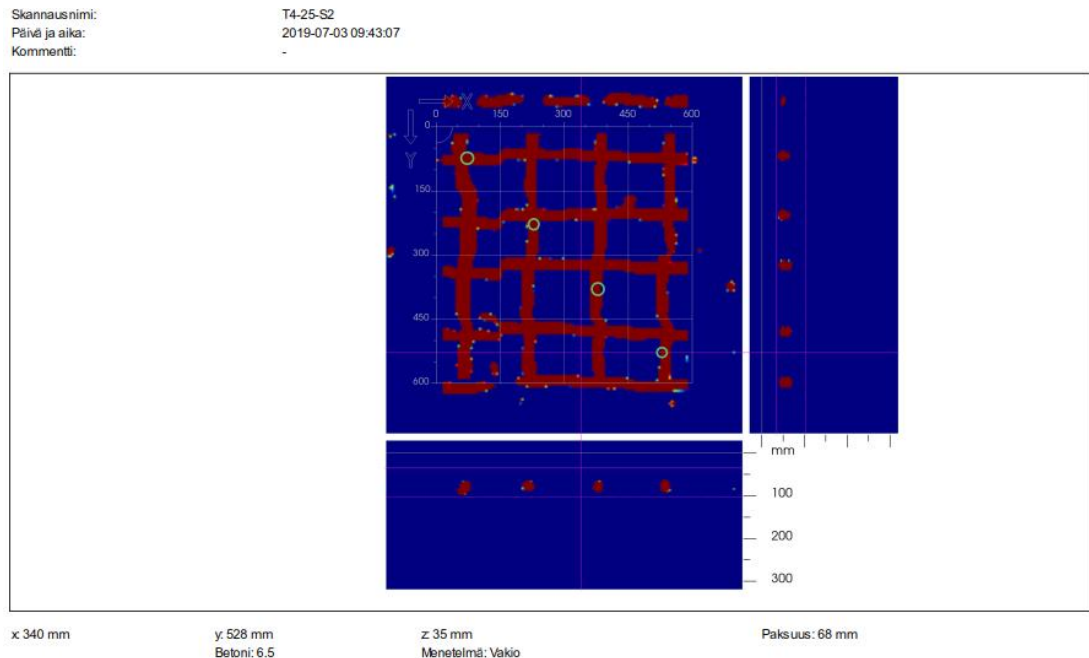 Skannausnimi: T4-25-S2
Päivä ja aika: 2019-07-03 09:43:07
Kommentti: -
X
0 150 300 450 600
0
Y
150
300
450
600
mm
100
200
300
x: 340 mm y: 528 mm z: 35 mm Paksuus: 68 mm
Betoni: 6.5 Menetelmä: Vakio